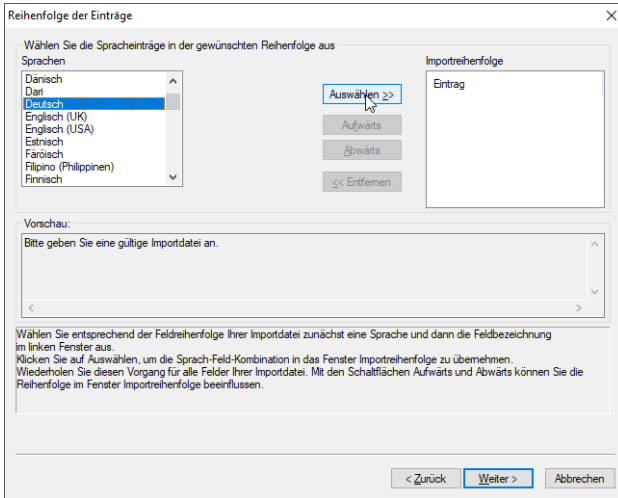 Reihenfolge der Einträge
Wählen Sie die Spracheinträge in der gewünschten Reihenfolge aus
Sprachen
Importreihenfolge
Dänisch
Dari
Deutsch
Englisch (UK)
Englisch (USA)
Estnisch
Färöisch
Filipino (Philippinen)
Finnisch
Auswählen >>
Aufwärts
Abwärts
<< Entfernen
Eintrag
Vorschau:
Bitte geben Sie eine gültige Importdatei an.
Wählen Sie entsprechend der Feldreihenfolge Ihrer Importdatei zunächst eine Sprache und dann die Feldbezeichnung
im linken Fenster aus.
Klicken Sie auf Auswählen, um die Sprach-Feld-Kombination in das Fenster Importreihenfolge zu übernehmen.
Wiederholen Sie diesen Vorgang für alle Felder Ihrer Importdatei. Mit den Schaltflächen Aufwärts und Abwärts können Sie die
Reihenfolge im Fenster Importreihenfolge beeinflussen.
< Zurück
Weiter >
Abbrechen